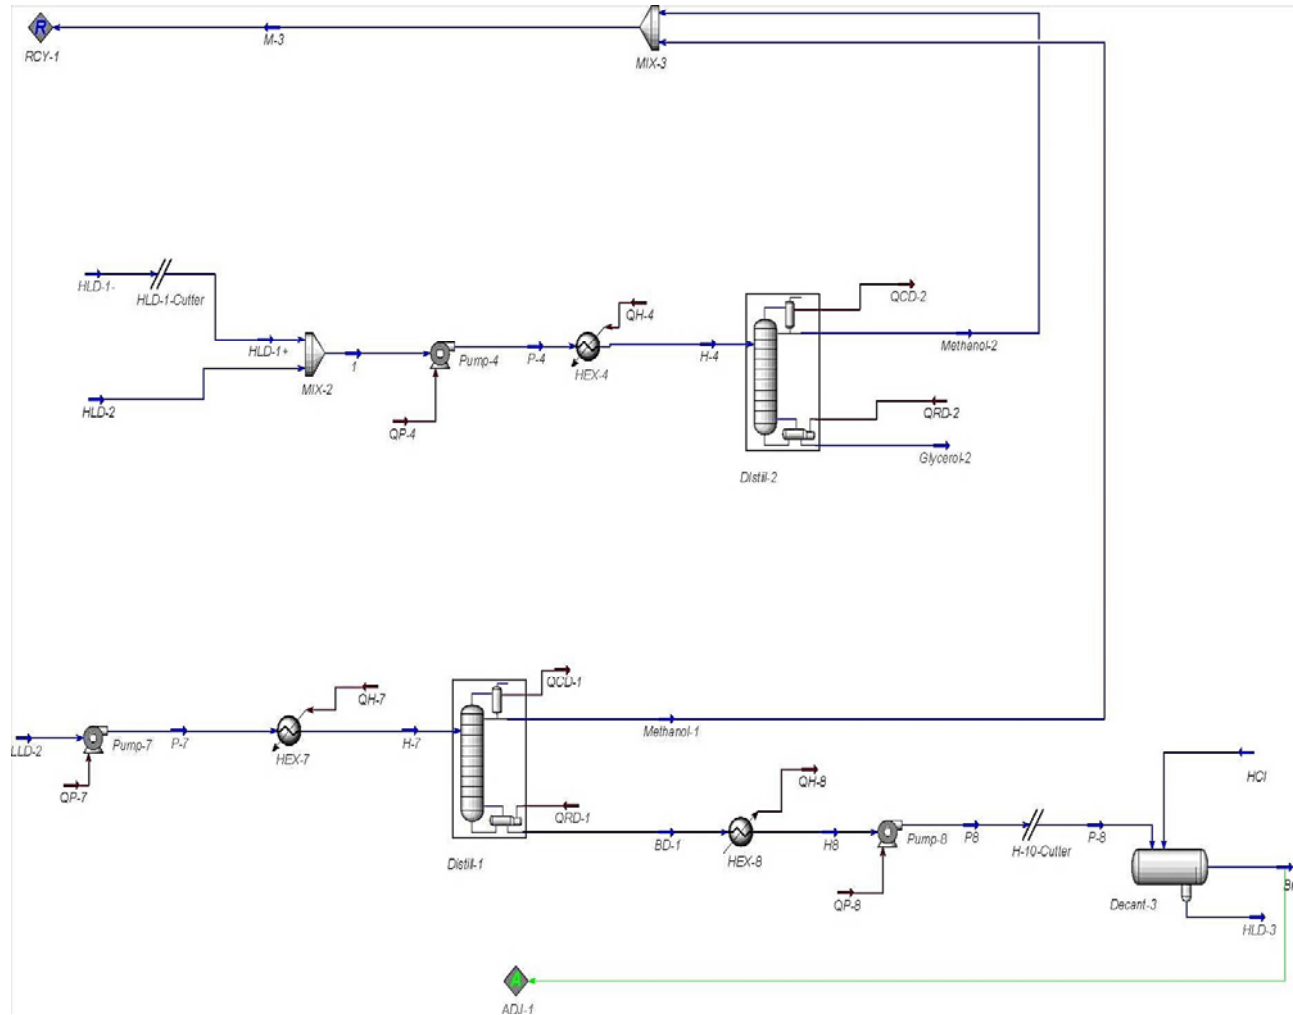 R
M-3
RCY-1
MIX-3
HLD-1-
HLD-1-Cutter
QH-4
QCD-2
HLD-1+
1
Pump-4
P-4
H-4
Methanol-2
HEX-4
MIX-2
HLD-2
QRD-2
QP-4
Glycerol-2
Distil-2
QCD-1
QH-7
Methanol-1
LLD-2
Pump-7
P-7
HEX-7
H-7
QH-8
HCl
QP-7
QRD-1
BD-1
H8
Pump-8
P8
P-8
H-10-Cutter
Distil-1
HEX-8
QP-8
Decant-3
HLD-3
A
ADJ-1